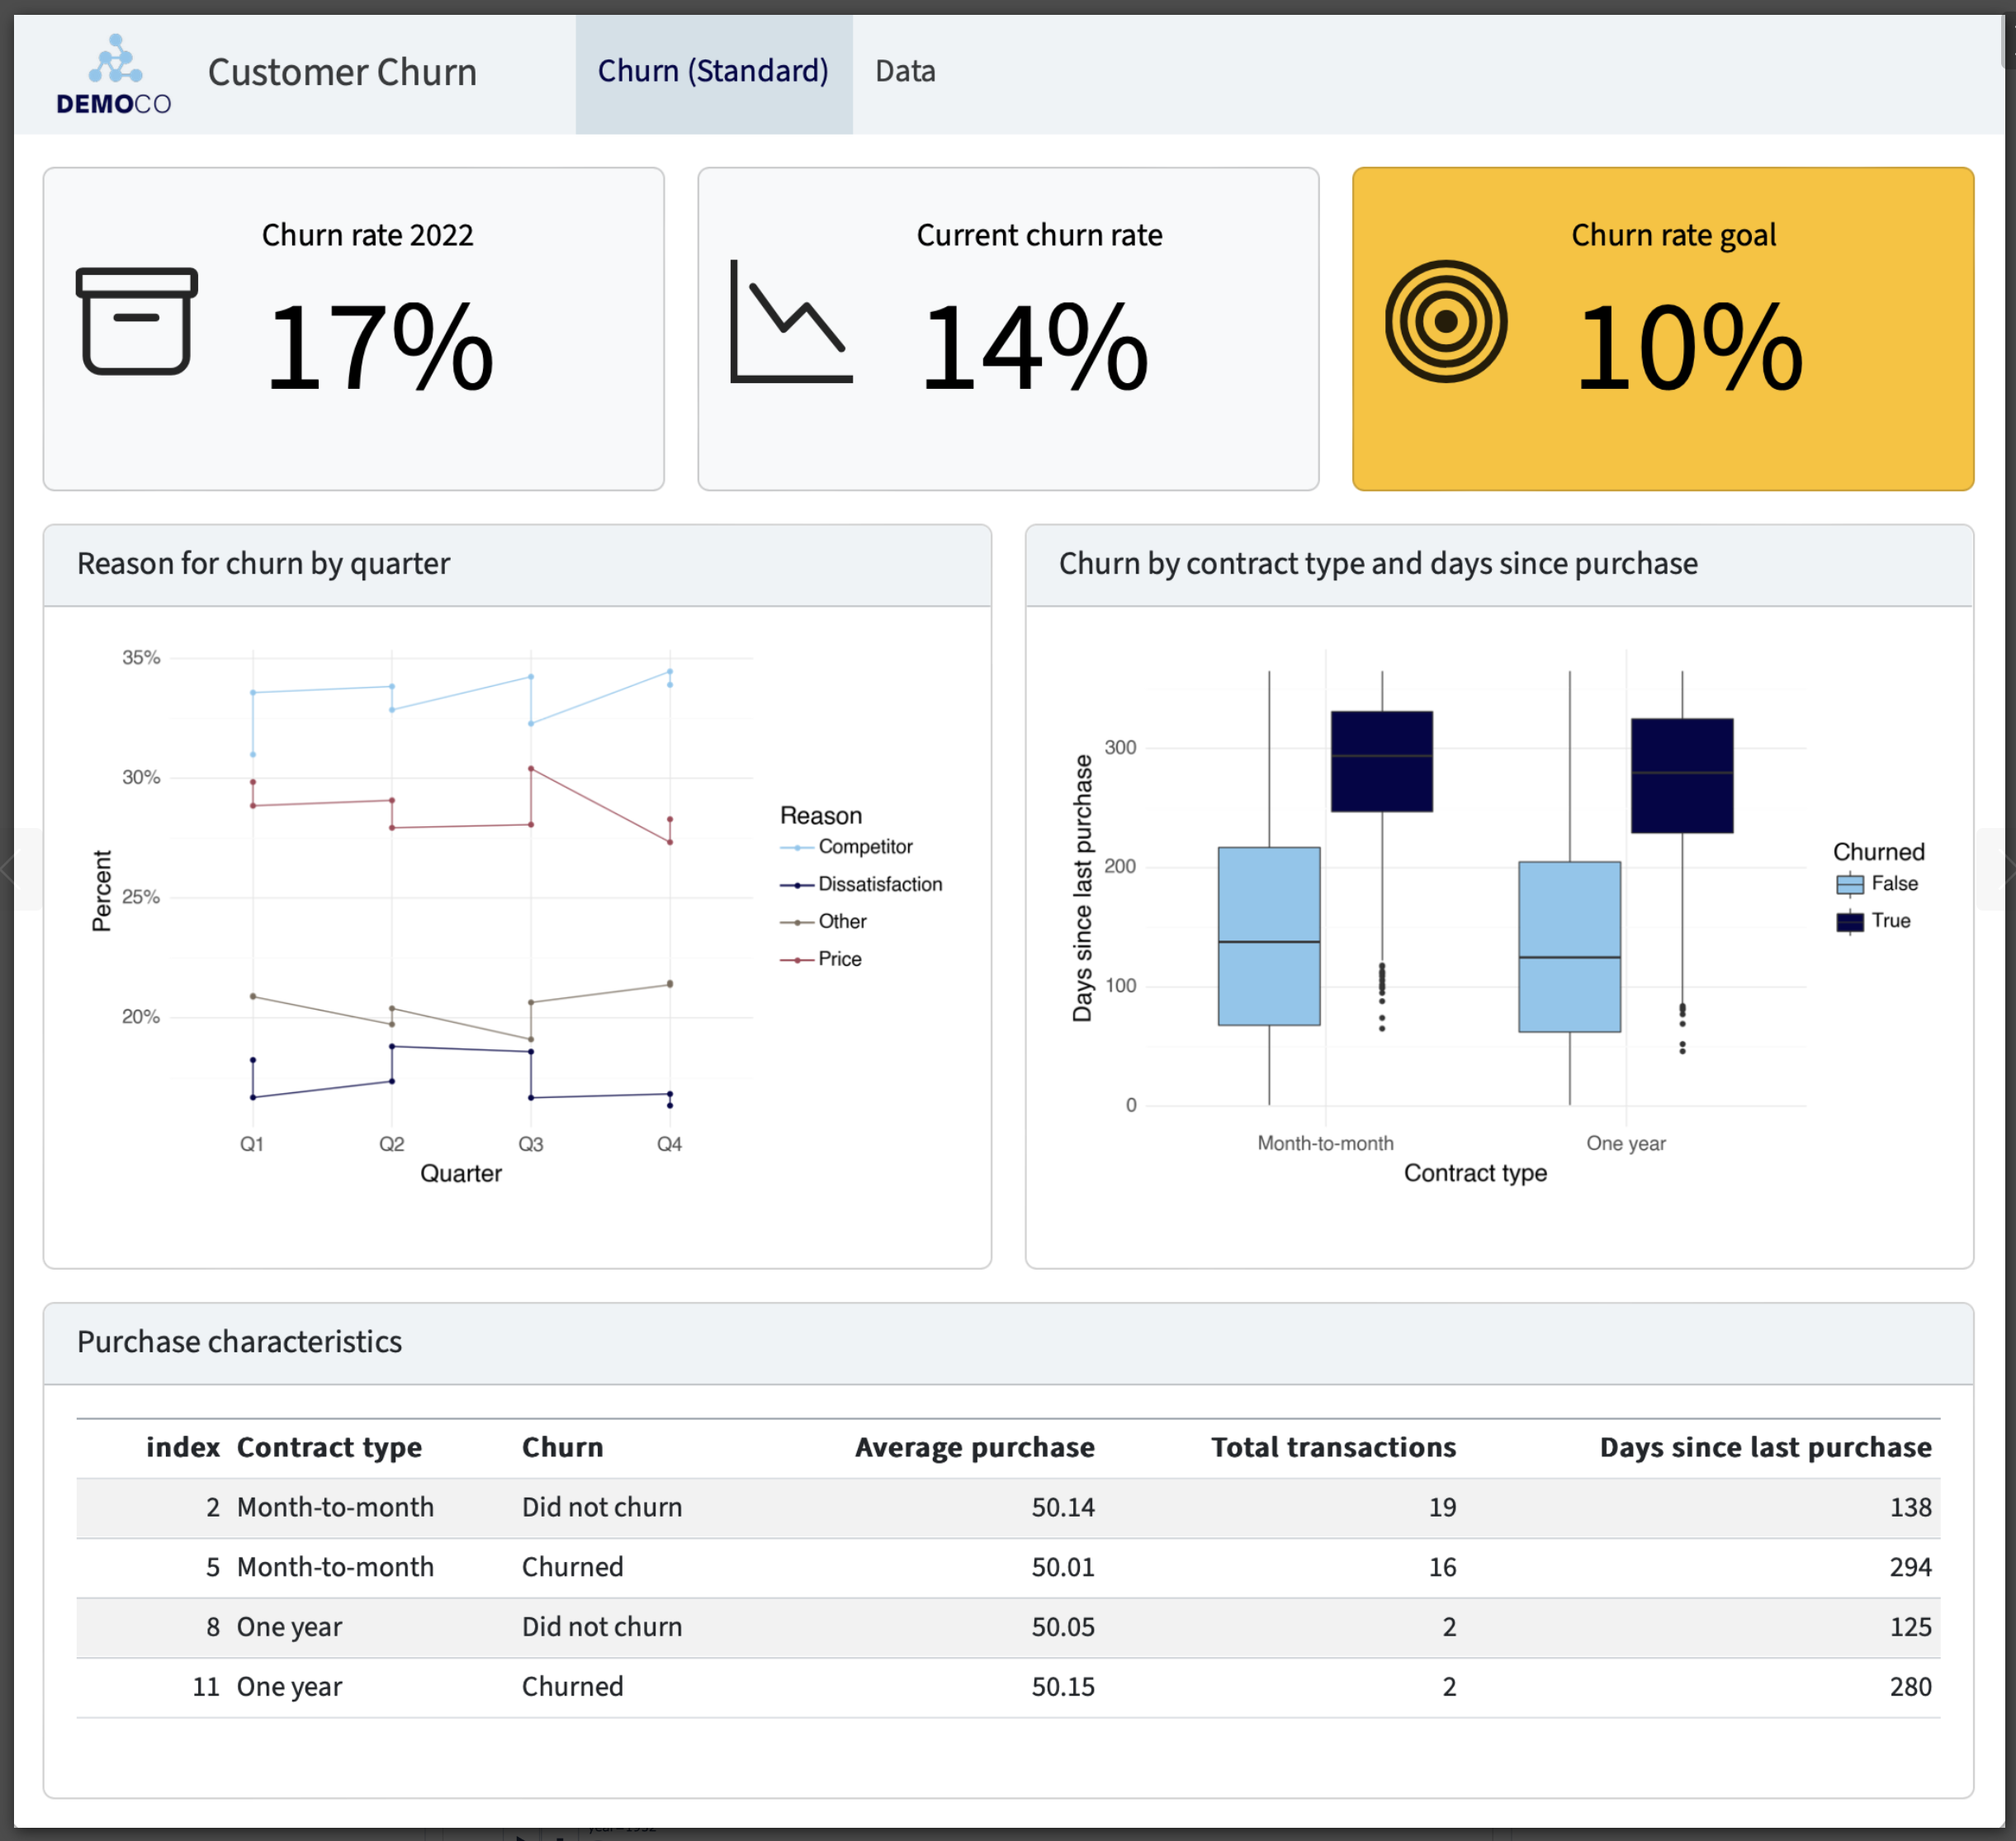 DEMOCO
Customer Churn
Churn (Standard)
Data
Churn rate 2022
17%
Current churn rate
14%
Churn rate goal
10%
Reason for churn by quarter
35%
30%
25%
20%
Percent
Q1 Q2 Q3 Q4
Quarter
Reason
Competitor
Dissatisfaction
Other
Price
Churn by contract type and days since purchase
300
200
100
0
Days since last purchase
Month-to-month One year
Contract type
Churned
False
True
Purchase characteristics
index Contract type Churn Average purchase Total transactions Days since last purchase
2 Month-to-month Did not churn 50.14 19 138
5 Month-to-month Churned 50.01 16 294
8 One year Did not churn 50.05 2 125
11 One year Churned 50.15 2 280